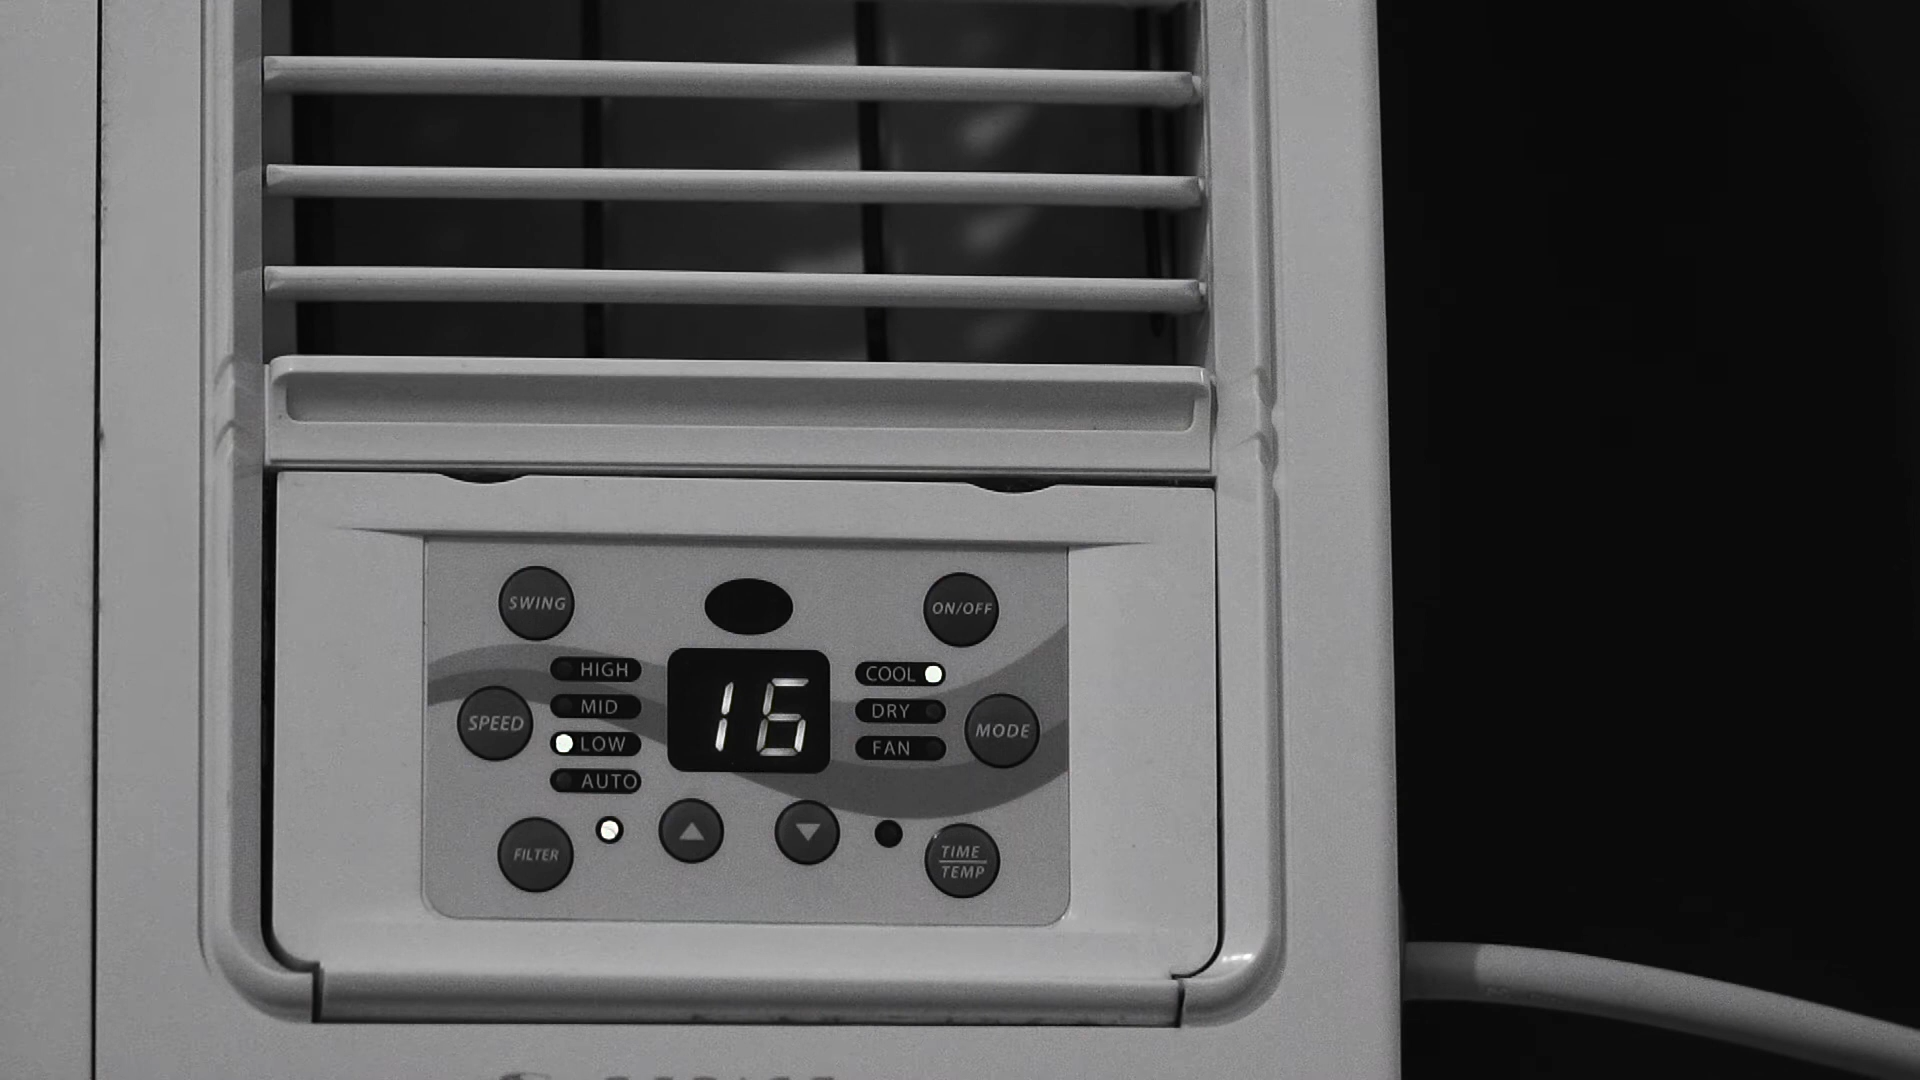 SWING
ON/OFF
HIGH
COOL
MID
DRY
SPEED
16
MODE
LOW
FAN
AUTO
FILTER
TIME
TEMP